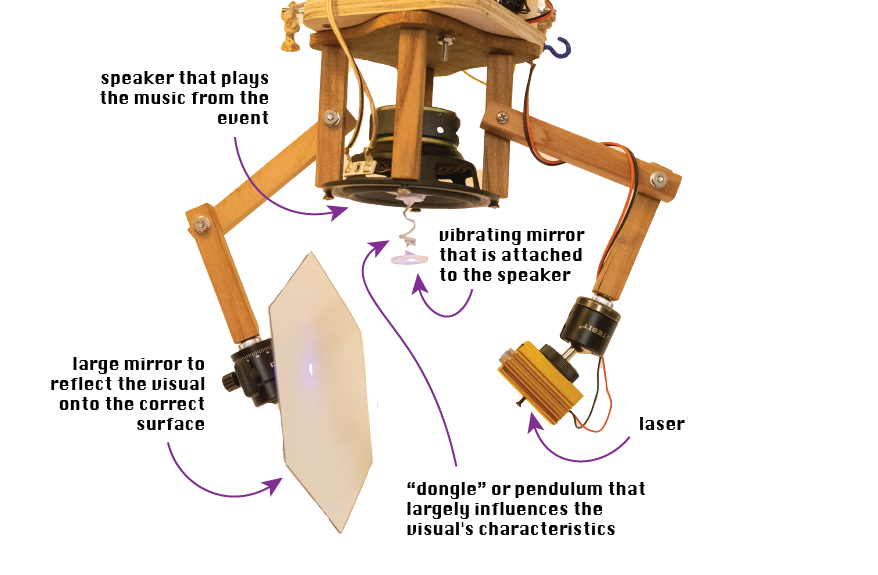 speaker that plays
the music from the
event
vibrating mirror
that is attached
to the speaker
large mirror to
reflect the visual
onto the correct
surface
laser
“dongle” or pendulum that
largely influences the
visual's characteristics